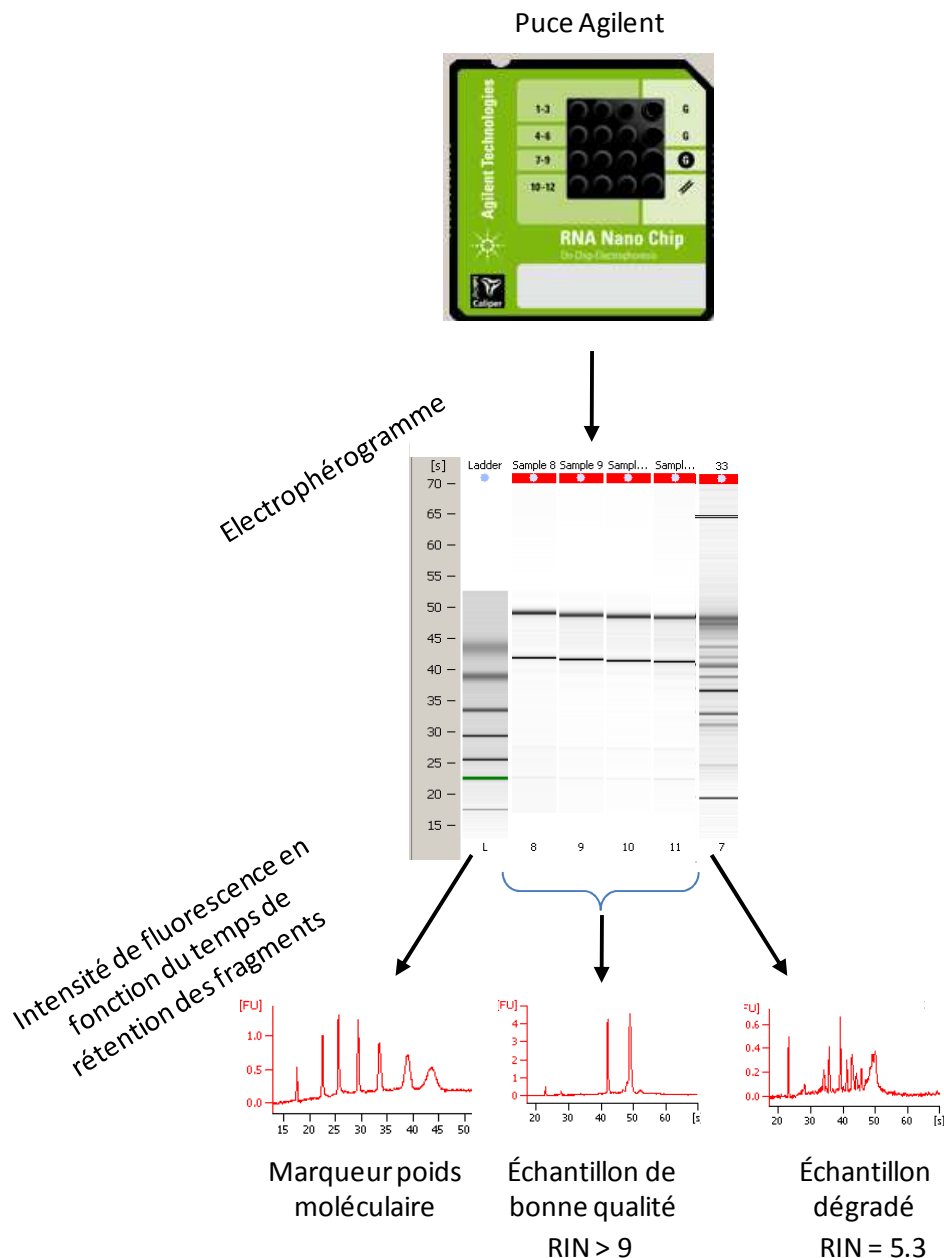 Puce Agilent
Agilent Technologies
1-3 G
4-6 G
7-9 G
10-12
RNA Nano Chip
On-Chip-Electrophoresis
Caliper
Electrophérogramme
[s] Ladder Sample 8 Sample 9 Sampl... Sampl... 33
70
65
60
55
50
45
40
35
30
25
20
15
L 8 9 10 11 7
Intensité de fluorescence en
fonction du temps de
rétention des fragments
[FU]
1.0
0.5
0.0
15 20 25 30 35 40 45 50
[FU]
4
3
2
1
0
20 40 60 [s]
[FU]
0.6
0.4
0.2
0.0
20 30 40 50 60 [s]
Marqueur poids
moléculaire
Échantillon de
bonne qualité
RIN > 9
Échantillon
dégradé
RIN = 5.3